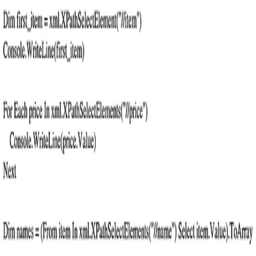 Dim first_item = xml.XPathSelectElement("//item")
Console.WriteLine(first_item)
For Each price In xml.XPathSelectElements("//price")
Console.WriteLine(price.Value)
Next
Dim names = (From item In xml.XPathSelectElements("//name") Select item.Value).ToArray